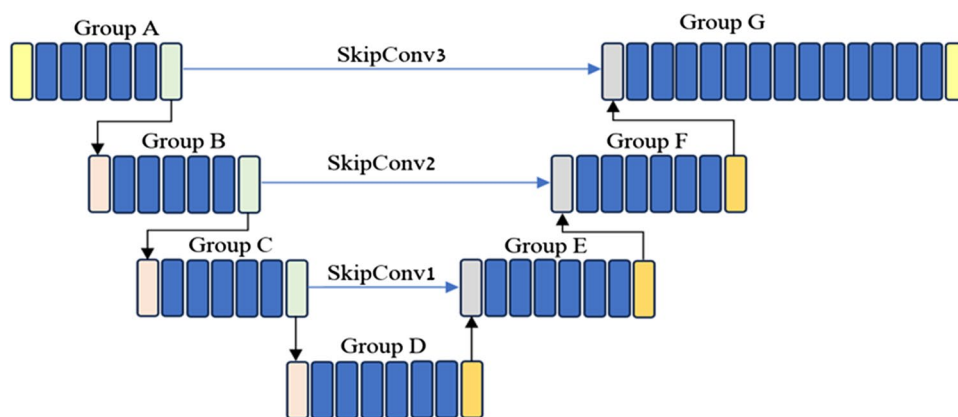 Group A
Group G
SkipConv3
Group B
Group F
SkipConv2
Group C
Group E
SkipConv1
Group D